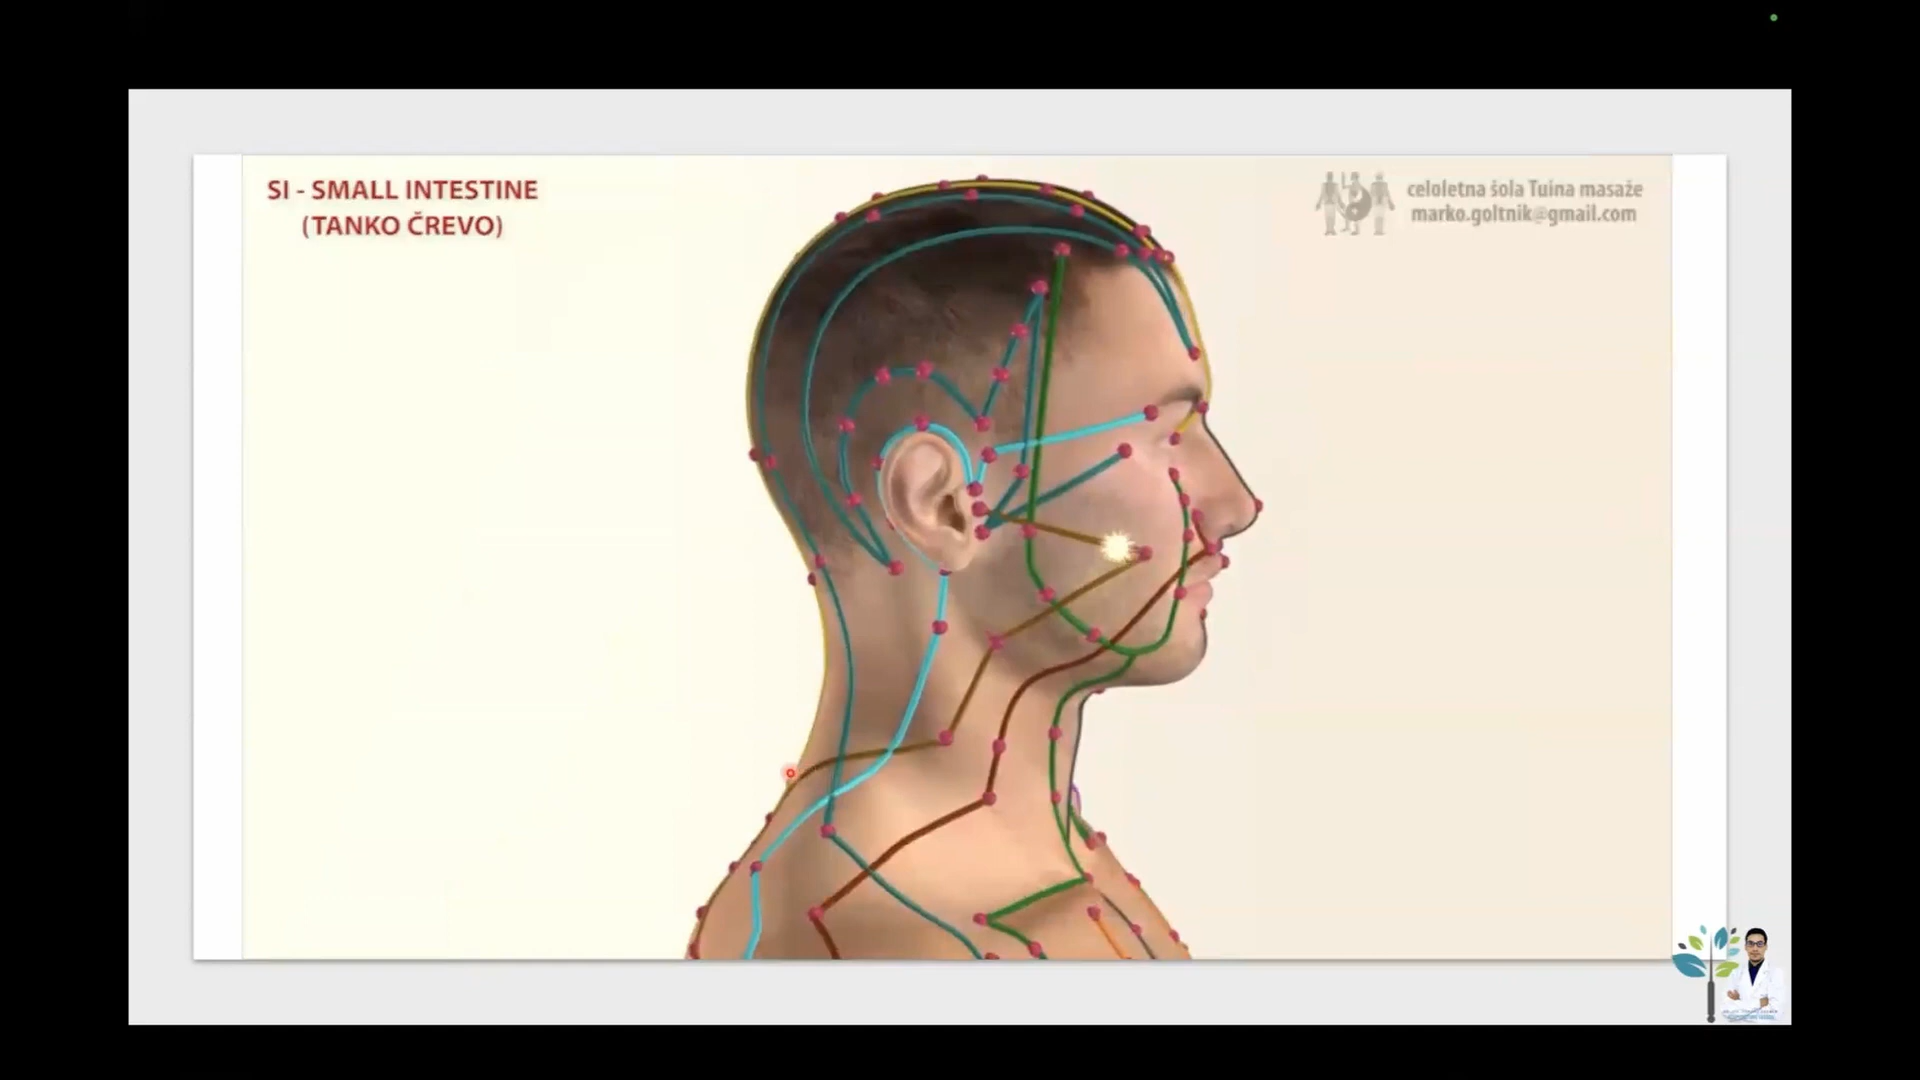 SI - SMALL INTESTINE
(TANKO ČREVO)
celoletna šola Tuina masaže
marko.goltnik@gmail.com